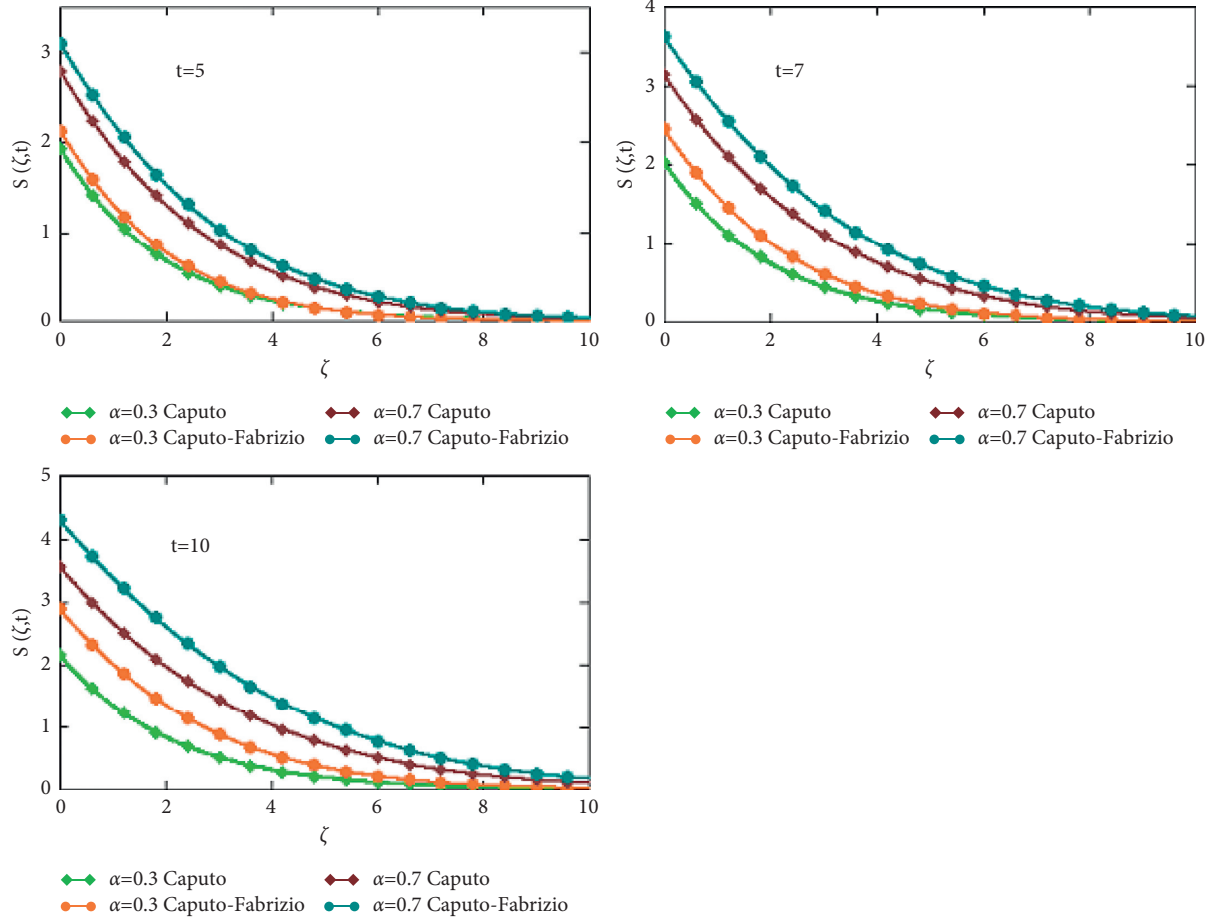 3
2
1
0
S (ζ,t)
t=5
0 2 4 6 8 10
ζ
α=0.3 Caputo α=0.7 Caputo
α=0.3 Caputo-Fabrizio α=0.7 Caputo-Fabrizio
4
3
2
1
0
S (ζ,t)
t=7
0 2 4 6 8 10
ζ
α=0.3 Caputo α=0.7 Caputo
α=0.3 Caputo-Fabrizio α=0.7 Caputo-Fabrizio
5
4
3
2
1
0
S (ζ,t)
t=10
0 2 4 6 8 10
ζ
α=0.3 Caputo α=0.7 Caputo
α=0.3 Caputo-Fabrizio α=0.7 Caputo-Fabrizio